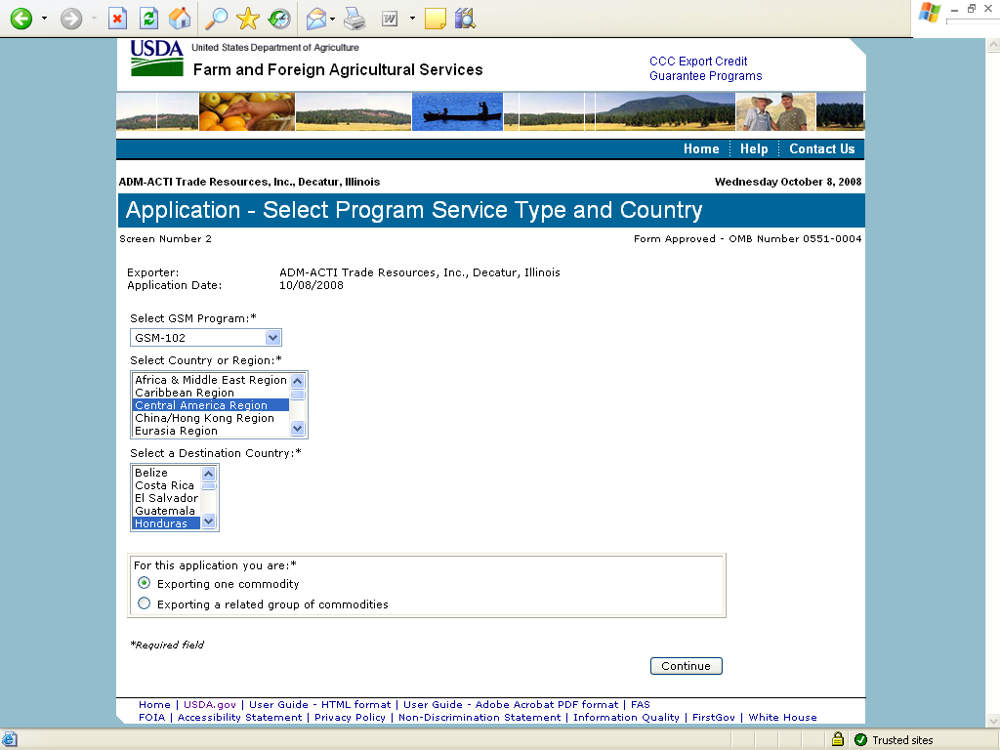 USDA United States Department of Agriculture
Farm and Foreign Agricultural Services
CCC Export Credit
Guarantee Programs
Home Help Contact Us
ADM-ACTI Trade Resources, Inc., Decatur, Illinois Wednesday October 8, 2008
Application - Select Program Service Type and Country
Screen Number 2 Form Approved - OMB Number 0551-0004
Exporter: ADM-ACTI Trade Resources, Inc., Decatur, Illinois
Application Date: 10/08/2008
Select GSM Program:*
GSM-102
Select Country or Region:*
Africa & Middle East Region
Caribbean Region
Central America Region
China/Hong Kong Region
Eurasia Region
Select a Destination Country:*
Belize
Costa Rica
El Salvador
Guatemala
Honduras
For this application you are:*
Exporting one commodity
Exporting a related group of commodities
*Required field
Continue
Home | USDA.gov | User Guide - HTML format | User Guide - Adobe Acrobat PDF format | FAS
FOIA | Accessibility Statement | Privacy Policy | Non-Discrimination Statement | Information Quality | FirstGov | White House
Trusted sites